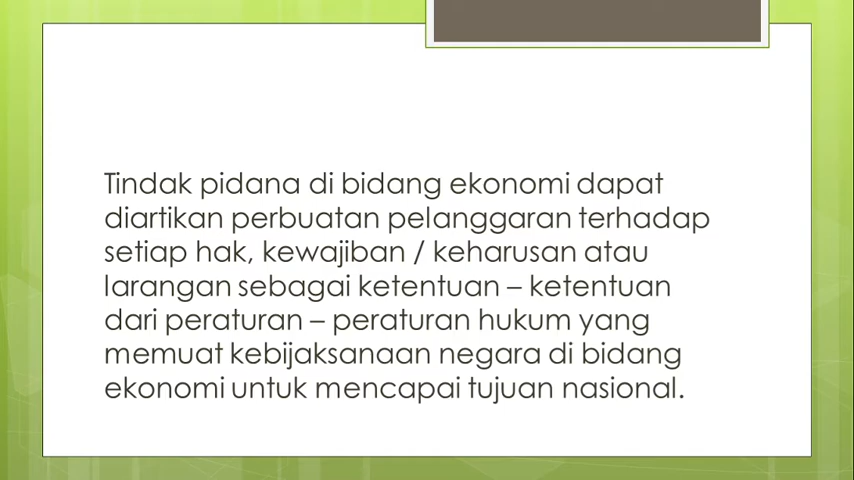 Tindak pidana di bidang ekonomi dapat
diartikan perbuatan pelanggaran terhadap
setiap hak, kewajiban / keharusan atau
larangan sebagai ketentuan – ketentuan
dari peraturan – peraturan hukum yang
memuat kebijaksanaan negara di bidang
ekonomi untuk mencapai tujuan nasional.